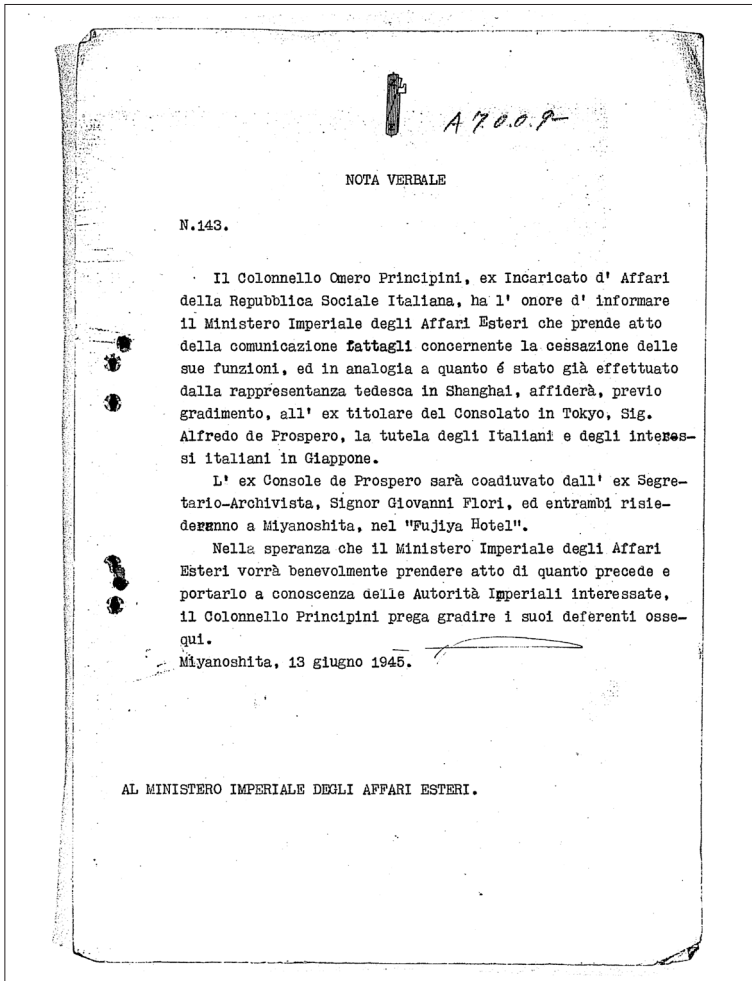 A 7.0.0.9-
NOTA VERBALE
N.143.
Il Colonnello Omero Principini, ex Incaricato d' Affari
della Repubblica Sociale Italiana, ha l' onore d' informare
il Ministero Imperiale degli Affari Esteri che prende atto
della comunicazione fattagli concernente la cessazione delle
sue funzioni, ed in analogia a quanto é stato già effettuato
dalla rappresentanza tedesca in Shanghai, affiderà, previo
gradimento, all' ex titolare del Consolato in Tokyo, Sig.
Alfredo de Prospero, la tutela degli Italiani e degli interes-
si italiani in Giappone.
L' ex Console de Prospero sarà coadiuvato dall' ex Segre-
tario-Archivista, Signor Giovanni Flori, ed entrambi risie-
deranno a Miyanoshita, nel "Fujiya Hotel".
Nella speranza che il Ministero Imperiale degli Affari
Esteri vorrà benevolmente prendere atto di quanto precede e
portarlo a conoscenza delle Autorità Imperiali interessate,
il Colonnello Principini prega gradire i suoi deferenti osse-
qui.
Miyanoshita, 13 giugno 1945.
AL MINISTERO IMPERIALE DEGLI AFFARI ESTERI.